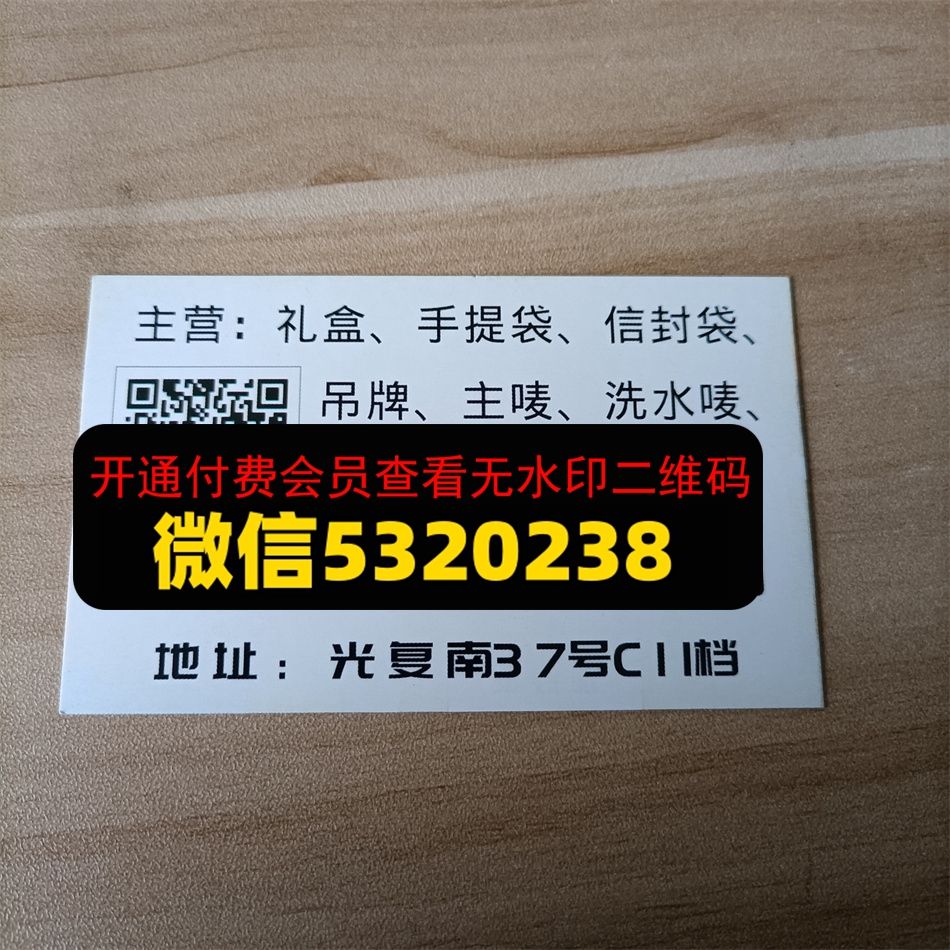 主营：礼盒、手提袋、信封袋、
吊牌、主唛、洗水唛、
开通付费会员查看无水印二维码
微信5320238
地址：光复南37号C11档